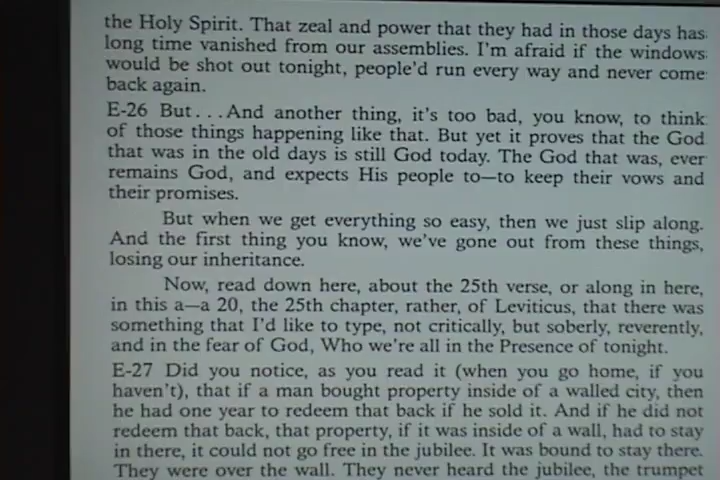 the Holy Spirit. That zeal and power that they had in those days has
long time vanished from our assemblies. I'm afraid if the windows
would be shot out tonight, people'd run every way and never come
back again.
E-26 But. . .And another thing, it's too bad, you know, to think
of those things happening like that. But yet it proves that the God
that was in the old days is still God today. The God that was, ever
remains God, and expects His people to—to keep their vows and
their promises.
But when we get everything so easy, then we just slip along.
And the first thing you know, we've gone out from these things,
losing our inheritance.
Now, read down here, about the 25th verse, or along in here,
in this a—a 20, the 25th chapter, rather, of Leviticus, that there was
something that I'd like to type, not critically, but soberly, reverently,
and in the fear of God, Who we're all in the Presence of tonight.
E-27 Did you notice, as you read it (when you go home, if you
haven't), that if a man bought property inside of a walled city, then
he had one year to redeem that back if he sold it. And if he did not
redeem that back, that property, if it was inside of a wall, had to stay
in there, it could not go free in the jubilee. It was bound to stay there.
They were over the wall. They never heard the jubilee, the trumpet